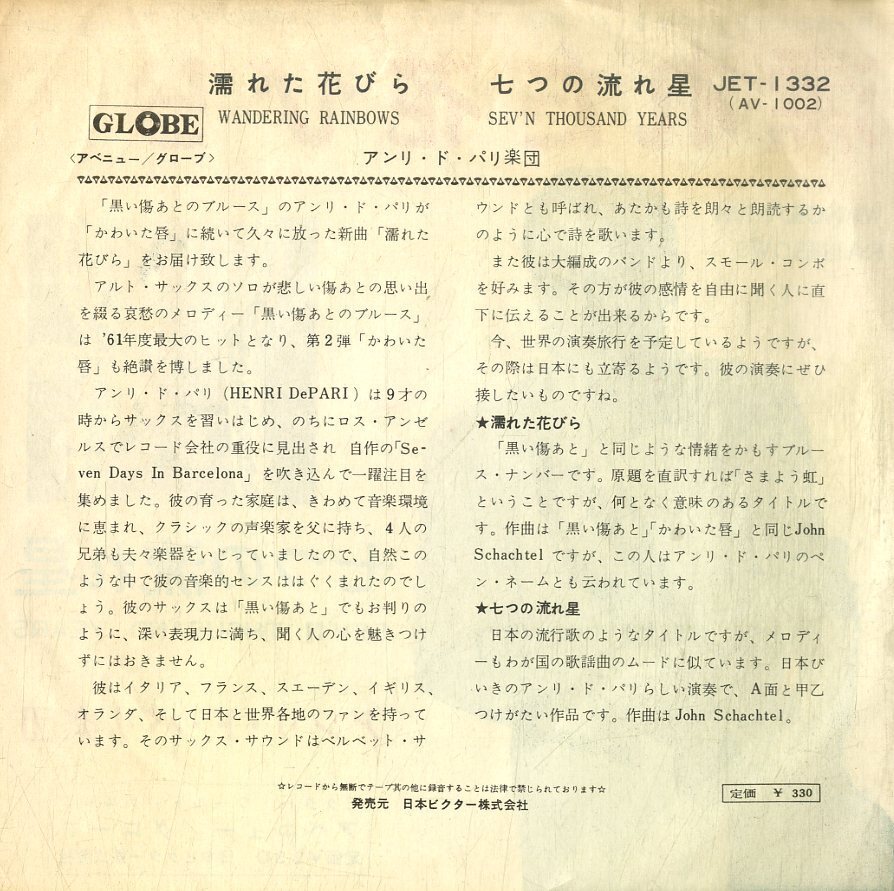 濡れた花びら 七つの流れ星 JET-1332
(AV-1002)
GLOBE WANDERING RAINBOWS SEV'N THOUSAND YEARS
〈アベニュー／グローブ〉 アンリ・ド・パリ楽団
「黒い傷あとのブルース」のアンリ・ド・パリが
「かわいた唇」に続いて久々に放った新曲「濡れた
花びら」をお届け致します。
アルト・サックスのソロが悲しい傷あとの思い出
を綴る哀愁のメロディー「黒い傷あとのブルース」
は '61年度最大のヒットとなり、第２弾「かわいた
唇」も絶讃を博しました。
アンリ・ド・パリ (HENRI DePARI) は９才の
時からサックスを習いはじめ、のちにロス・アンゼ
ルスでレコード会社の重役に見出され 自作の「Se-
ven Days In Barcelona」を吹き込んで一躍注目を
集めました。彼の育った家庭は、きわめて音楽環境
に恵まれ、クラシックの声楽家を父に持ち、４人の
兄弟も夫々楽器をいじっていましたので、自然この
ような中で彼の音楽的センスははぐくまれたのでし
ょう。彼のサックスは「黒い傷あと」でもお判りの
ように、深い表現力に満ち、聞く人の心を魅きつけ
ずにはおきません。
彼はイタリア、フランス、スエーデン、イギリス、
オランダ、そして日本と世界各地のファンを持って
います。そのサックス・サウンドはベルベット・サ
ウンドとも呼ばれ、あたかも詩を朗々と朗読するか
のように心で詩を歌います。
また彼は大編成のバンドより、スモール・コンボ
を好みます。その方が彼の感情を自由に聞く人に直
下に伝えることが出来るからです。
今、世界の演奏旅行を予定しているようですが、
その際は日本にも立寄るようです。彼の演奏にぜひ
接したいものですね。
★濡れた花びら
「黒い傷あと」と同じような情緒をかもすブルー
ス・ナンバーです。原題を直訳すれば「さまよう虹」
ということですが、何となく意味のあるタイトルで
す。作曲は「黒い傷あと」「かわいた唇」と同じJohn
Schachtel ですが、この人はアンリ・ド・パリのペ
ン・ネームとも云われています。
★七つの流れ星
日本の流行歌のようなタイトルですが、メロディ
ーもわが国の歌謡曲のムードに似ています。日本び
いきのアンリ・ド・パリらしい演奏で、A面と甲乙
つけがたい作品です。作曲は John Schachtel。
☆レコードから無断でテープ其の他に録音することは法律で禁じられております☆
発売元 日本ビクター株式会社
定価 ￥ 330